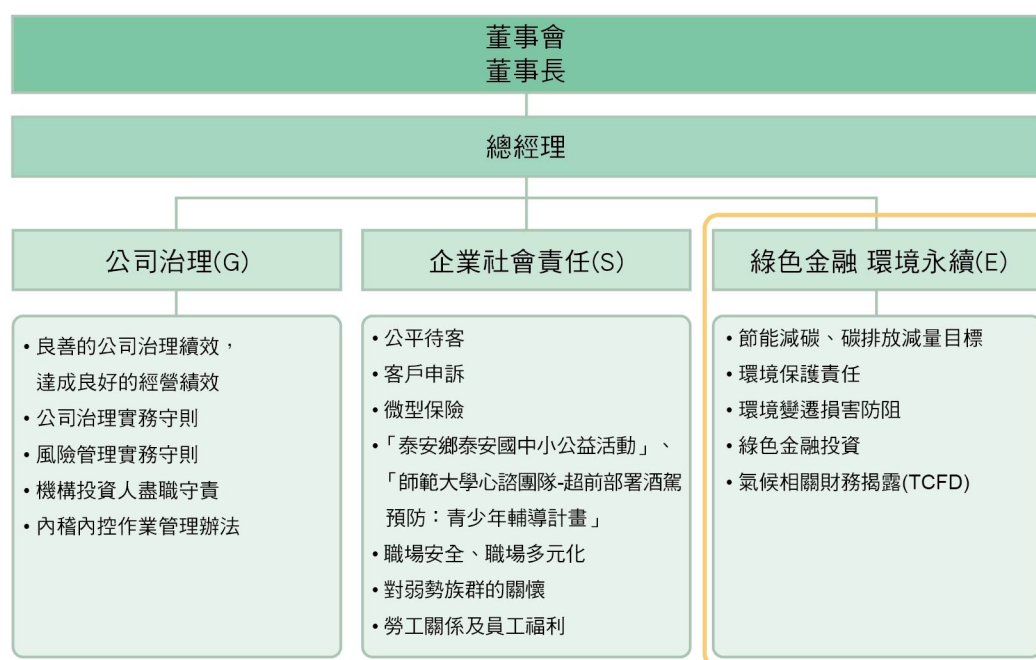 董事會
董事長
總經理
公司治理(G)
• 良善的公司治理績效，
達成良好的經營績效
• 公司治理實務守則
• 風險管理實務守則
• 機構投資人盡職守責
• 內稽內控作業管理辦法
企業社會責任(S)
• 公平待客
• 客戶申訴
• 微型保險
• 「泰安鄉泰安國中小公益活動」、
「師範大學心諮團隊-超前部署酒駕
預防：青少年輔導計畫」
• 職場安全、職場多元化
• 對弱勢族群的關懷
• 勞工關係及員工福利
綠色金融 環境永續(E)
• 節能減碳、碳排放減量目標
• 環境保護責任
• 環境變遷損害防阻
• 綠色金融投資
• 氣候相關財務揭露(TCFD)